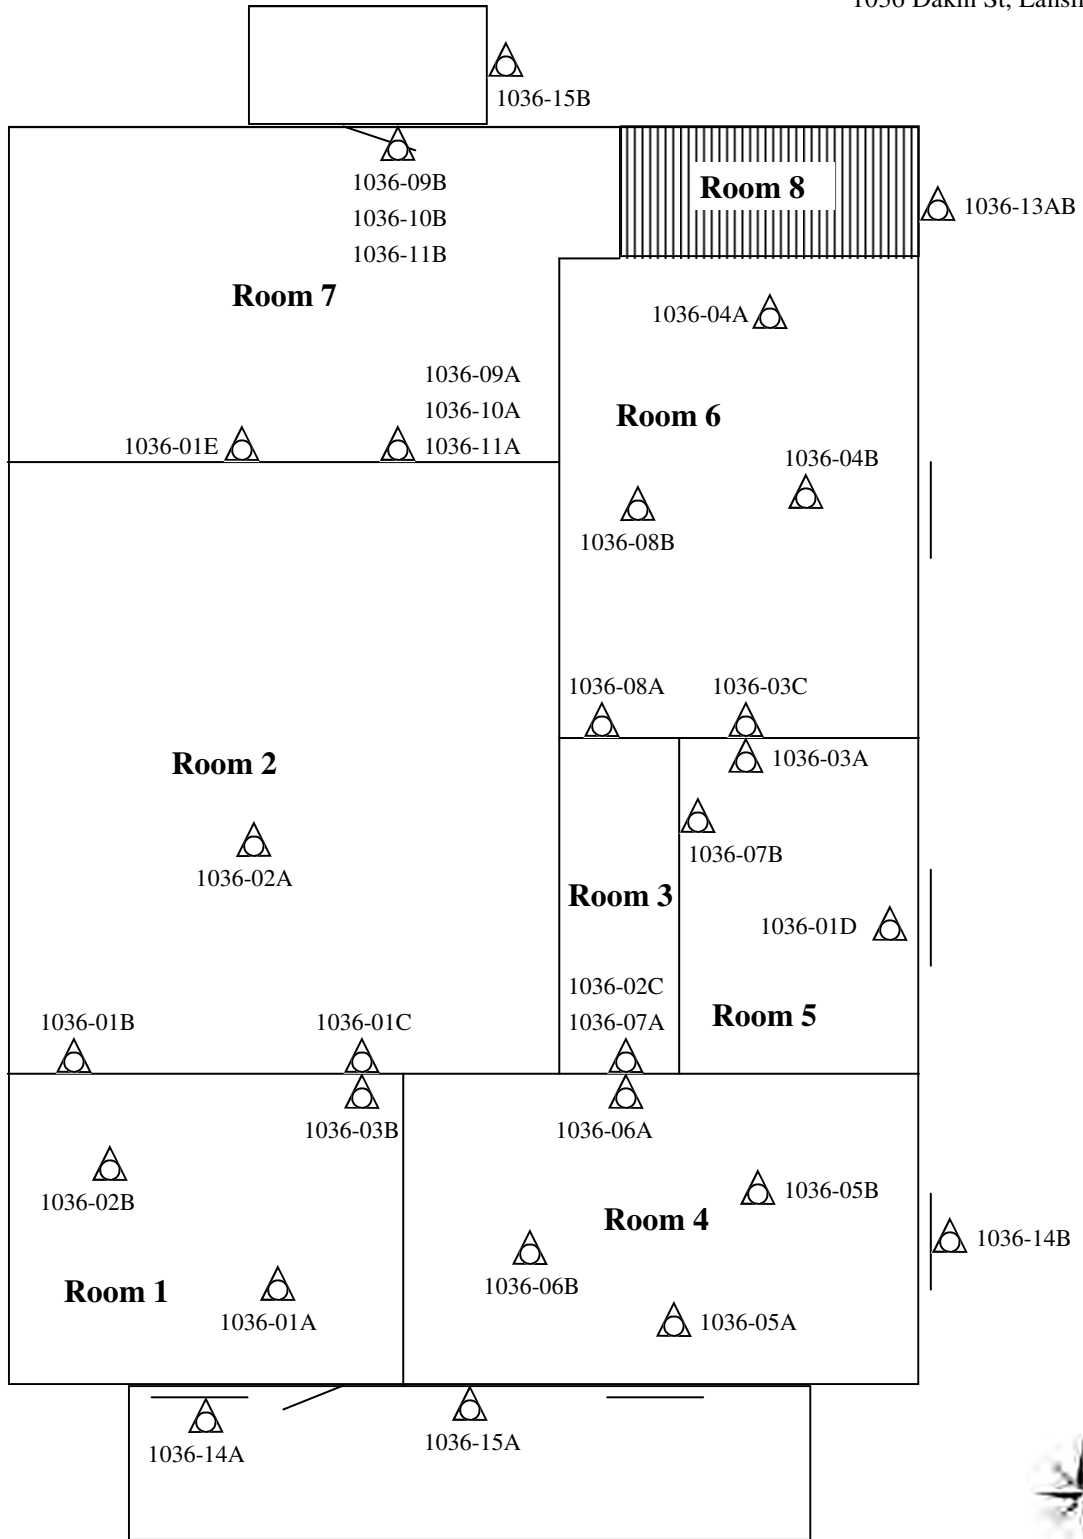 1036 Dakin St,
1036-15B
1036-09B
1036-10B
1036-11B
Room 8
1036-13AB
Room 7
1036-04A
1036-09A
1036-10A
1036-11A
1036-01E
Room 6
1036-04B
1036-08B
1036-08A
1036-03C
1036-03A
Room 2
1036-07B
1036-02A
Room 3
1036-01D
1036-02C
1036-07A
Room 5
1036-01B
1036-01C
1036-03B
1036-06A
1036-02B
1036-05B
Room 4
1036-14B
Room 1
1036-06B
1036-01A
1036-05A
1036-14A
1036-15A